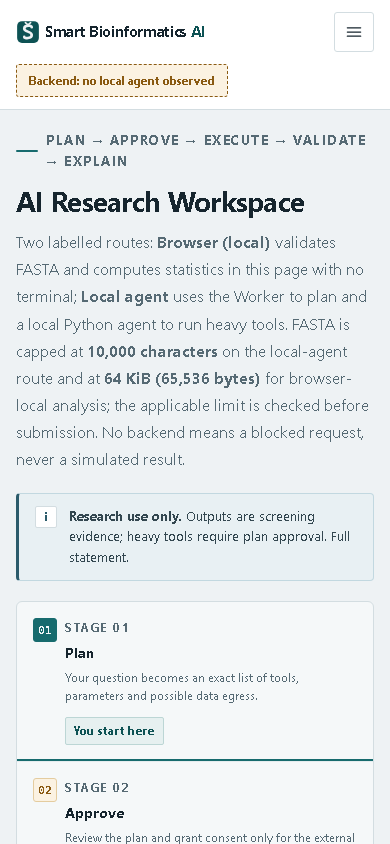 Š Smart Bioinformatics AI
Backend: no local agent observed
PLAN → APPROVE → EXECUTE → VALIDATE
→ EXPLAIN
AI Research Workspace
Two labelled routes: Browser (local) validates
FASTA and computes statistics in this page with no
terminal; Local agent uses the Worker to plan and
a local Python agent to run heavy tools. FASTA is
capped at 10,000 characters on the local-agent
route and at 64 KiB (65,536 bytes) for browser-
local analysis; the applicable limit is checked before
submission. No backend means a blocked request,
never a simulated result.
i Research use only. Outputs are screening
evidence; heavy tools require plan approval. Full
statement.
01 STAGE 01
Plan
Your question becomes an exact list of tools,
parameters and possible data egress.
You start here
02 STAGE 02
Approve
Review the plan and grant consent only for the external